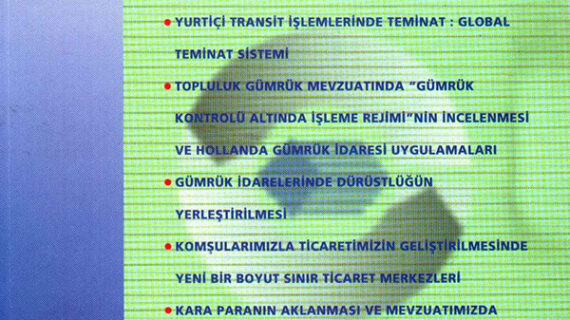 • YURTİÇİ TRANSİT İŞLEMLERİNDE TEMİNAT : GLOBAL
TEMİNAT SİSTEMİ
• TOPLULUK GÜMRÜK MEVZUATINDA "GÜMRÜK
KONTROLÜ ALTINDA İŞLEME REJİMİ"NİN İNCELENMESİ
VE HOLLANDA GÜMRÜK İDARESİ UYGULAMALARI
• GÜMRÜK İDARELERİNDE DÜRÜSTLÜĞÜN
YERLEŞTİRİLMESİ
• KOMŞULARIMIZLA TİCARETİMİZİN GELİŞTİRİLMESİNDE
YENİ BİR BOYUT SINIR TİCARET MERKEZLERİ
• KARA PARANIN AKLANMASI VE MEVZUATIMIZDA